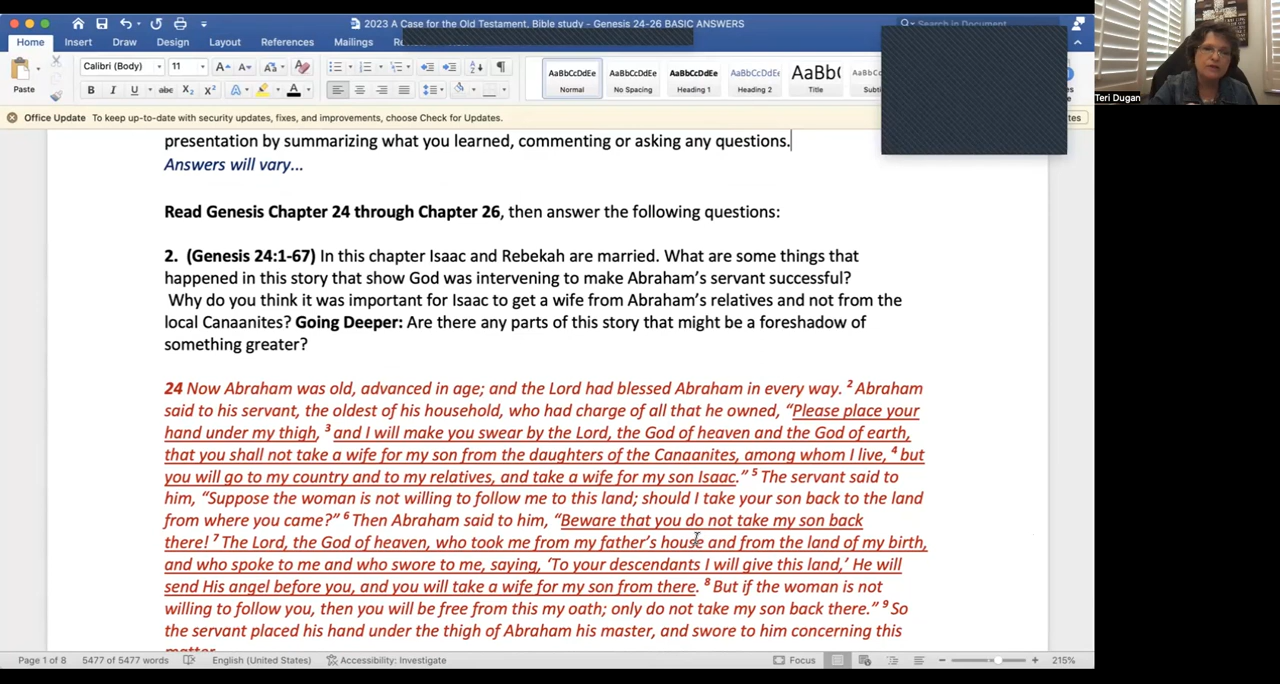 2023 A Case for the Old Testament, Bible study - Genesis 24-26 BASIC ANSWERS
Search in Document
Home Insert Draw Design Layout References Mailings
Calibri (Body) 11
Paste
AaBbCcDdEe AaBbCcDdEe AaBbCcDdEe AaBbCcDdEe AaBb(
Normal No Spacing Heading 1 Heading 2 Title
Office Update To keep up-to-date with security updates, fixes, and improvements, choose Check for Updates.
Teri Dugan
presentation by summarizing what you learned, commenting or asking any questions.
Answers will vary...
Read Genesis Chapter 24 through Chapter 26, then answer the following questions:
2. (Genesis 24:1-67) In this chapter Isaac and Rebekah are married. What are some things that
happened in this story that show God was intervening to make Abraham's servant successful?
Why do you think it was important for Isaac to get a wife from Abraham's relatives and not from the
local Canaanites? Going Deeper: Are there any parts of this story that might be a foreshadow of
something greater?
24 Now Abraham was old, advanced in age; and the Lord had blessed Abraham in every way. 2 Abraham
said to his servant, the oldest of his household, who had charge of all that he owned, “Please place your
hand under my thigh, 3 and I will make you swear by the Lord, the God of heaven and the God of earth,
that you shall not take a wife for my son from the daughters of the Canaanites, among whom I live, 4 but
you will go to my country and to my relatives, and take a wife for my son Isaac.” 5 The servant said to
him, “Suppose the woman is not willing to follow me to this land; should I take your son back to the land
from where you came?” 6 Then Abraham said to him, “Beware that you do not take my son back
there! 7 The Lord, the God of heaven, who took me from my father's house and from the land of my birth,
and who spoke to me and who swore to me, saying, ‘To your descendants I will give this land,’ He will
send His angel before you, and you will take a wife for my son from there. 8 But if the woman is not
willing to follow you, then you will be free from this my oath; only do not take my son back there.” 9 So
the servant placed his hand under the thigh of Abraham his master, and swore to him concerning this
matter
Page 1 of 8 5477 of 5477 words English (United States) Accessibility: Investigate Focus 215%